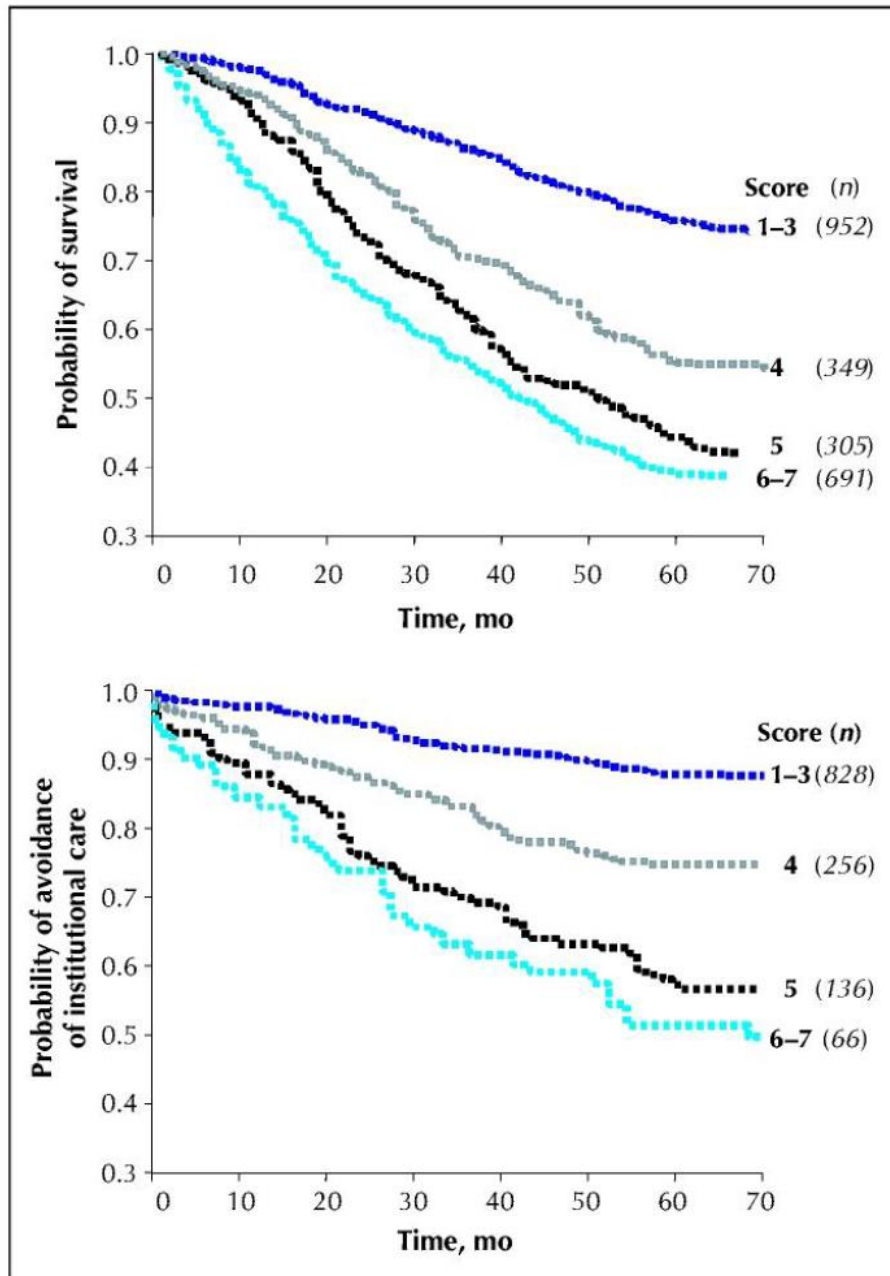 Probability of survival
1.0
0.9
0.8
0.7
0.6
0.5
0.4
0.3
Score (n)
1–3 (952)
4 (349)
5 (305)
6–7 (691)
0 10 20 30 40 50 60 70
Time, mo
Probability of avoidance
of institutional care
1.0
0.9
0.8
0.7
0.6
0.5
0.4
0.3
Score (n)
1–3 (828)
4 (256)
5 (136)
6–7 (66)
0 10 20 30 40 50 60 70
Time, mo